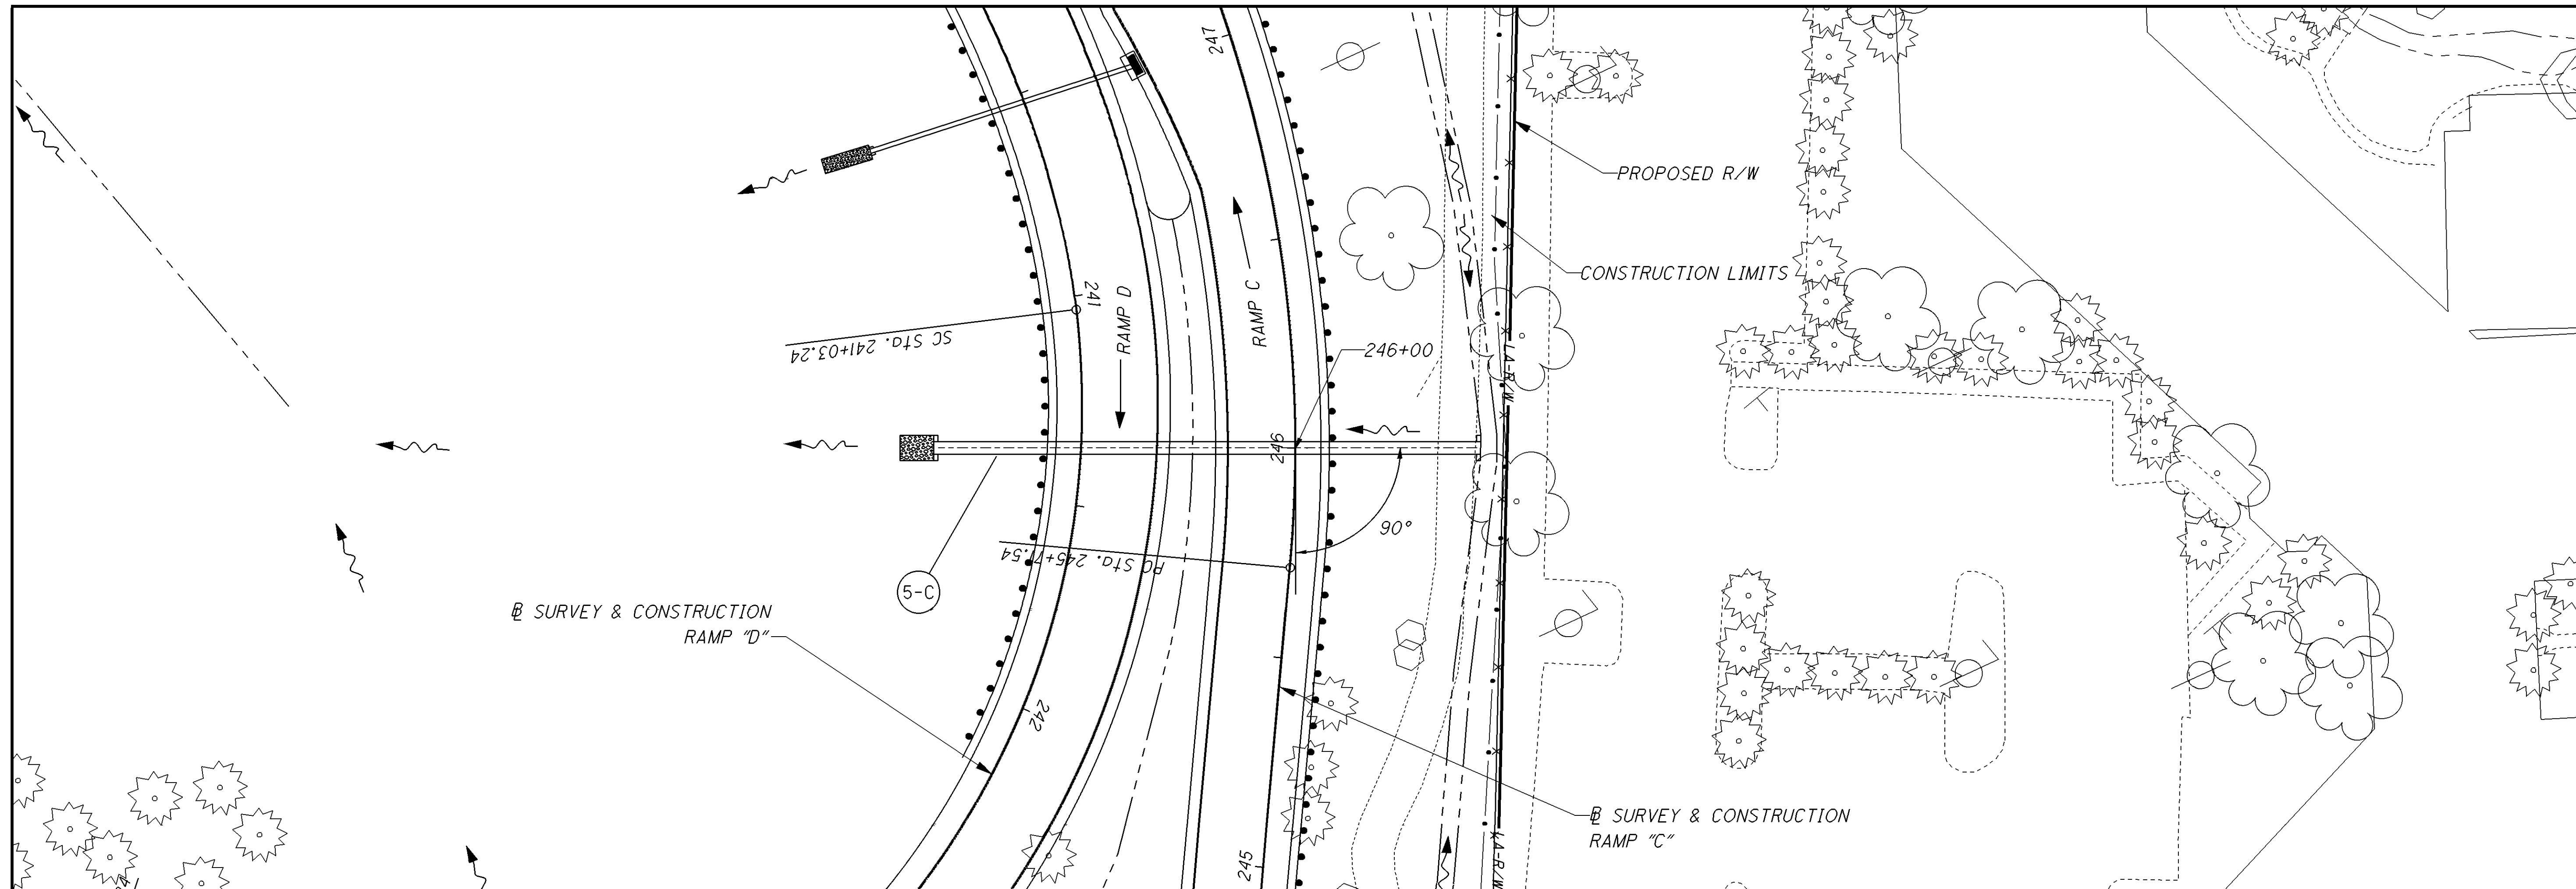 247
PROPOSED R/W
CONSTRUCTION LIMITS
241
RAMP D
RAMP C
SC Sta. 241+03.24
246+00
LA-R/W
246
90°
PC Sta. 245+77.54
5-C
℄ SURVEY & CONSTRUCTION
RAMP "D"
242
℄ SURVEY & CONSTRUCTION
RAMP "C"
245
LA-R/W